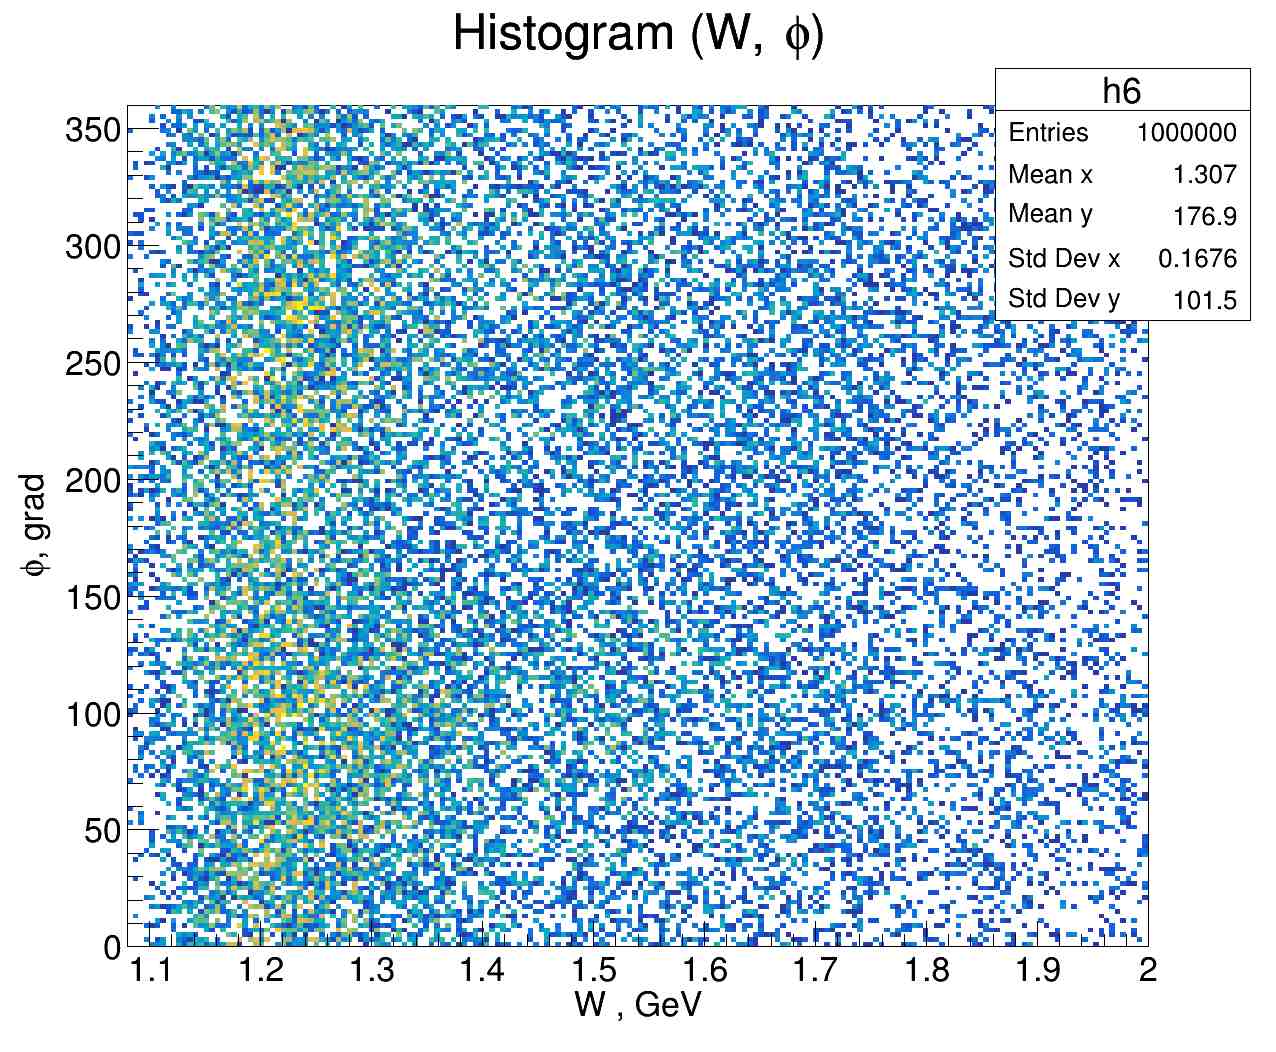 Histogram (W, ϕ)
h6
Entries 1000000
Mean x 1.307
Mean y 176.9
Std Dev x 0.1676
Std Dev y 101.5
350
300
250
200
150
100
50
0
ϕ, grad
1.1 1.2 1.3 1.4 1.5 1.6 1.7 1.8 1.9 2
W , GeV